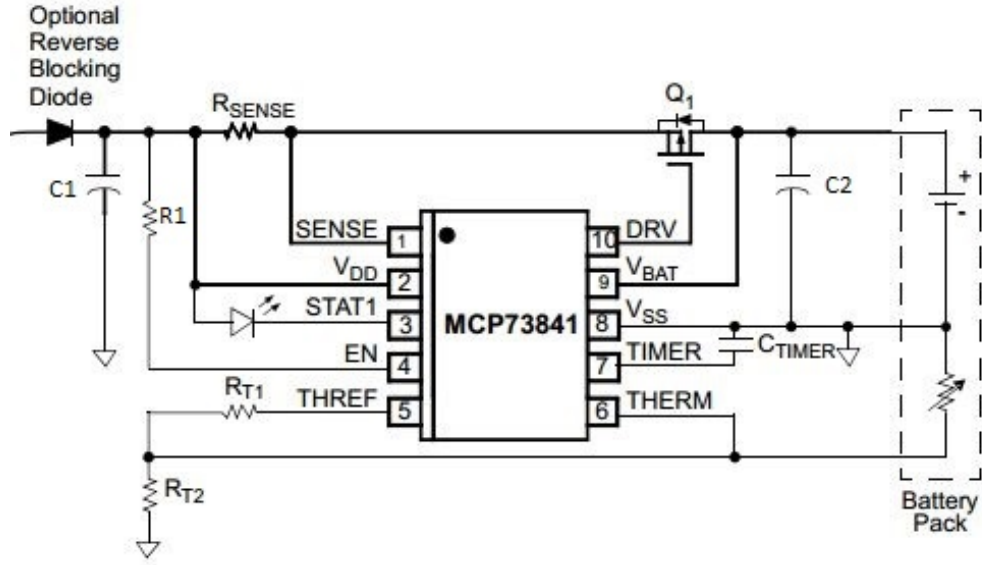 Optional
Reverse
Blocking
Diode
RSENSE
Q1
C1
R1
C2
+
-
SENSE
1
10
DRV
VDD
2
9
VBAT
STAT1
3
MCP73841
8
VSS
EN
4
7
TIMER
CTIMER
RT1
THREF
5
6
THERM
RT2
Battery
Pack